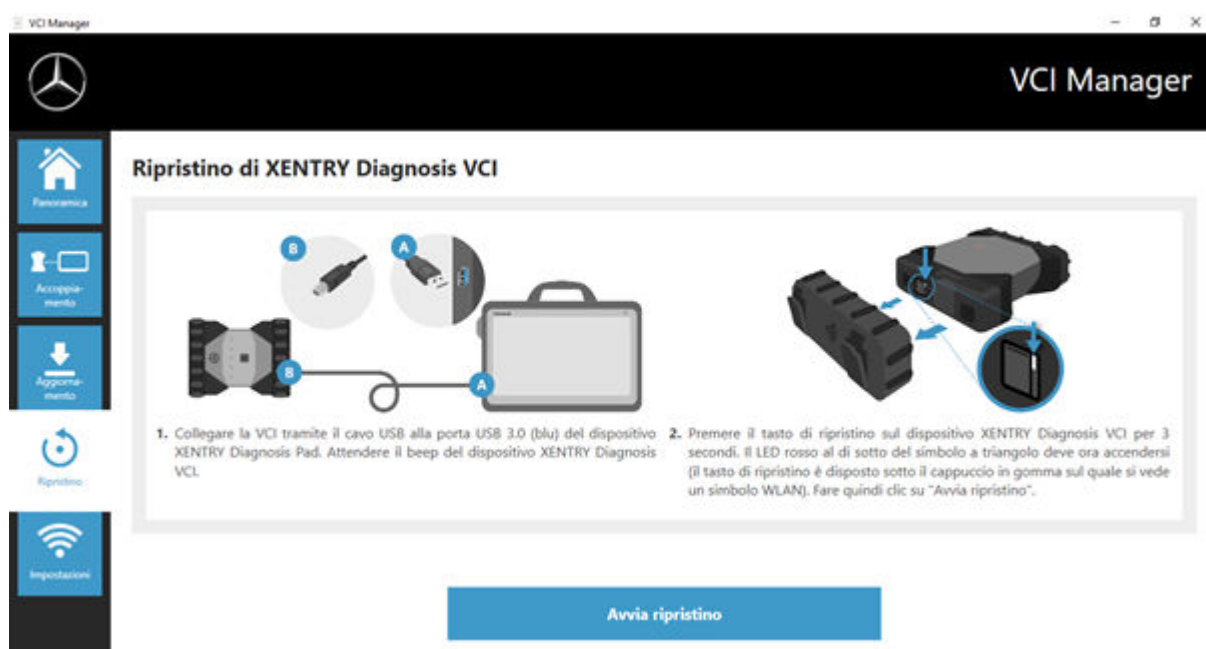 VCI Manager
VCI Manager
Panoramica
Accoppia-
mento
Aggiorna-
mento
Ripristino
Impostazioni
Ripristino di XENTRY Diagnosis VCI
B
A
B
A
1. Collegare la VCI tramite il cavo USB alla porta USB 3.0 (blu) del dispositivo
XENTRY Diagnosis Pad. Attendere il beep del dispositivo XENTRY Diagnosis
VCI.
2. Premere il tasto di ripristino sul dispositivo XENTRY Diagnosis VCI per 3
secondi. Il LED rosso al di sotto del simbolo a triangolo deve ora accendersi
(il tasto di ripristino è disposto sotto il cappuccio in gomma sul quale si vede
un simbolo WLAN). Fare quindi clic su "Avvia ripristino".
Avvia ripristino